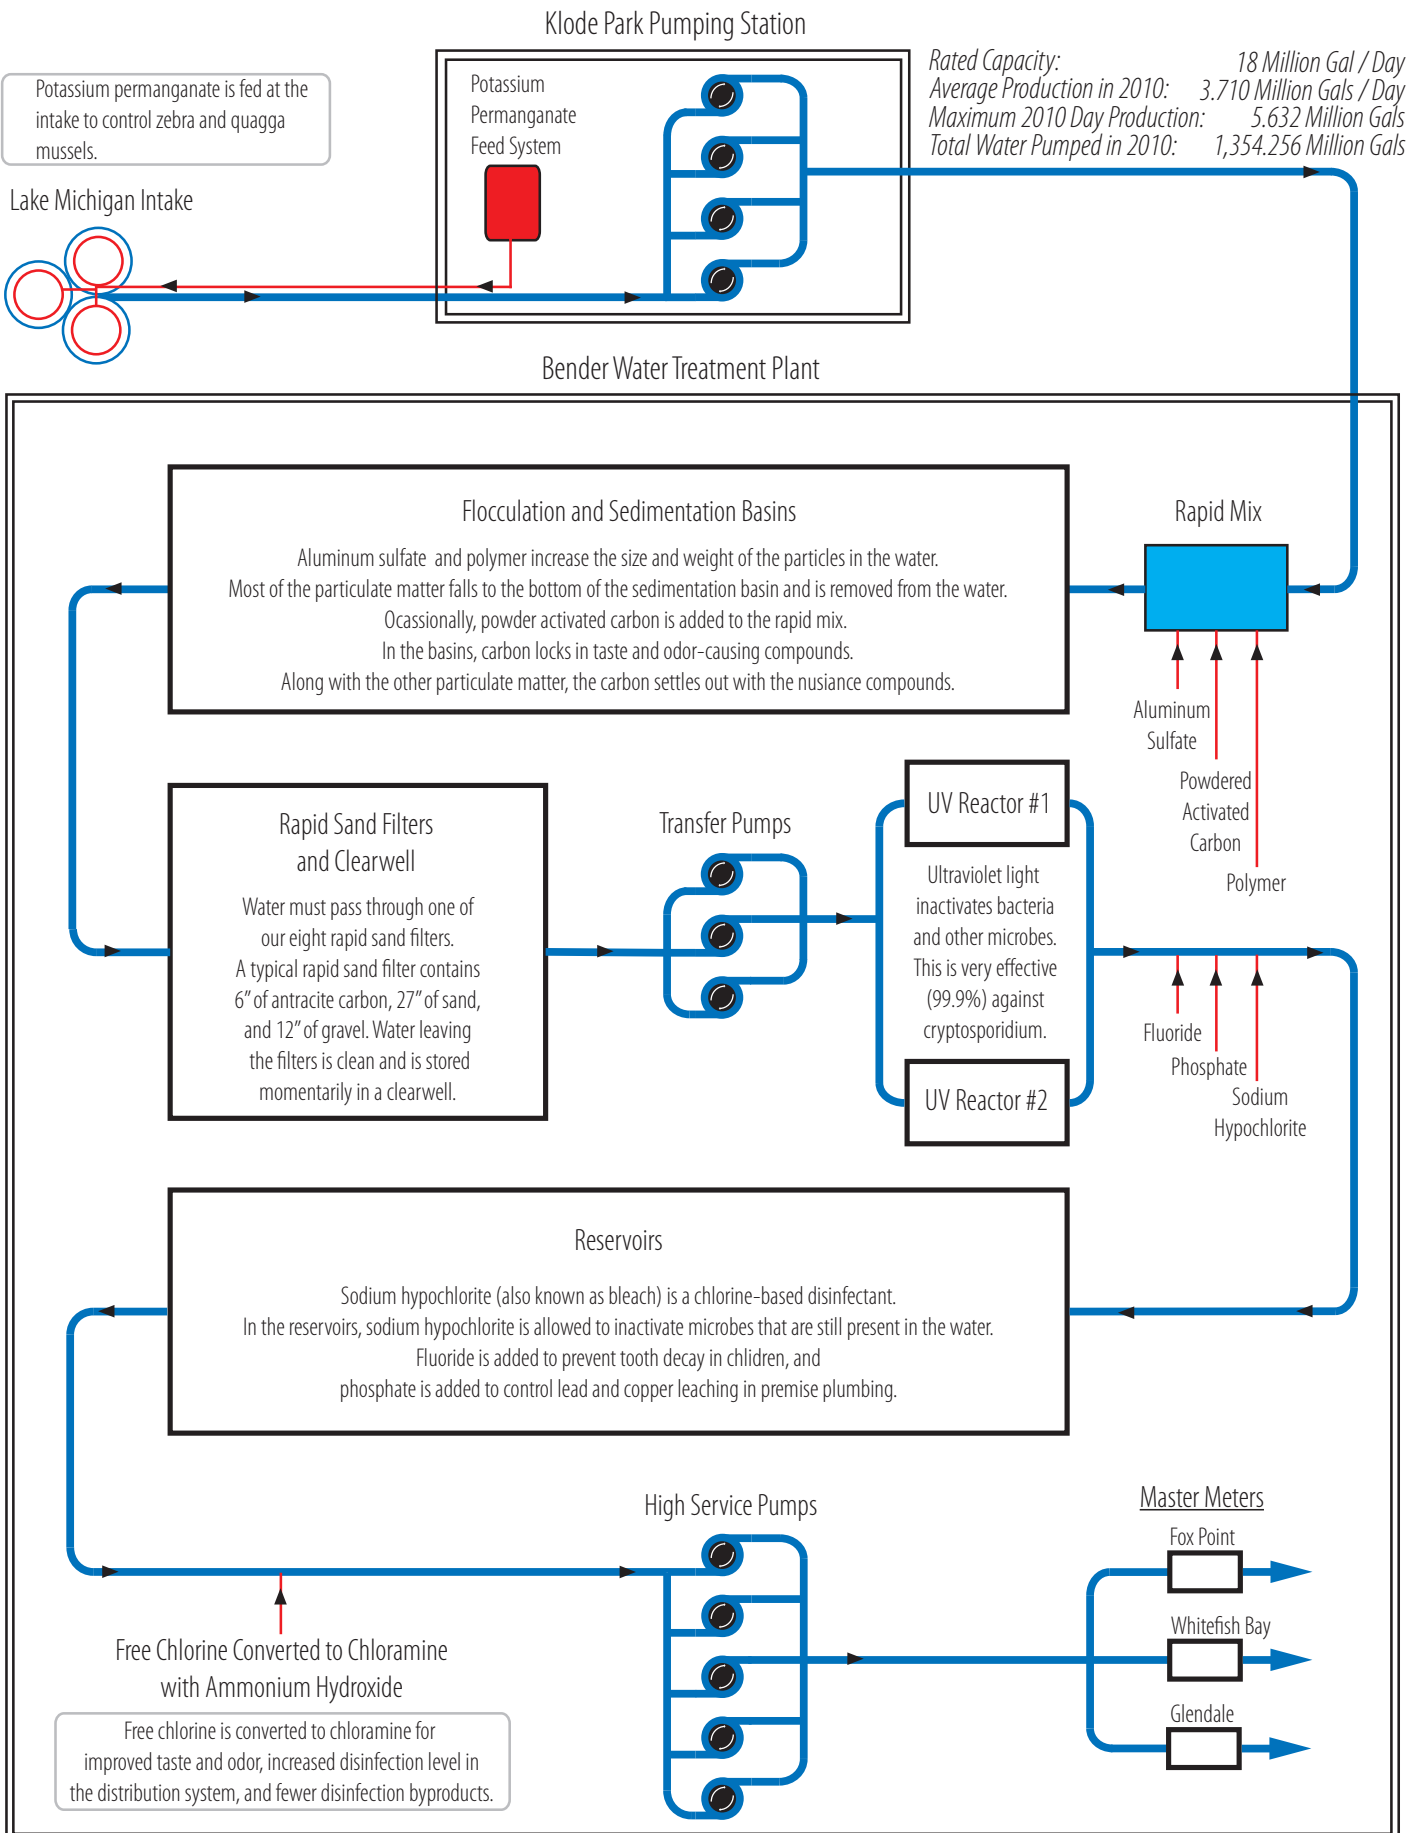 Klode Park Pumping Station
Potassium permanganate is fed at the
intake to control zebra and quagga
mussels.
Potassium
Permanganate
Feed System
Rated Capacity: 18 Million Gal / Day
Average Production in 2010: 3.710 Million Gals / Day
Maximum 2010 Day Production: 5.632 Million Gals
Total Water Pumped in 2010: 1,354.256 Million Gals
Lake Michigan Intake
Bender Water Treatment Plant
Flocculation and Sedimentation Basins
Aluminum sulfate and polymer increase the size and weight of the particles in the water.
Most of the particulate matter falls to the bottom of the sedimentation basin and is removed from the water.
Ocassionally, powder activated carbon is added to the rapid mix.
In the basins, carbon locks in taste and odor-causing compounds.
Along with the other particulate matter, the carbon settles out with the nusiance compounds.
Rapid Mix
Aluminum
Sulfate
Powdered
Activated
Carbon
Polymer
Rapid Sand Filters
and Clearwell
Water must pass through one of
our eight rapid sand filters.
A typical rapid sand filter contains
6” of antracite carbon, 27” of sand,
and 12” of gravel. Water leaving
the filters is clean and is stored
momentarily in a clearwell.
Transfer Pumps
UV Reactor #1
Ultraviolet light
inactivates bacteria
and other microbes.
This is very effective
(99.9%) against
cryptosporidium.
UV Reactor #2
Fluoride
Phosphate
Sodium
Hypochlorite
Reservoirs
Sodium hypochlorite (also known as bleach) is a chlorine-based disinfectant.
In the reservoirs, sodium hypochlorite is allowed to inactivate microbes that are still present in the water.
Fluoride is added to prevent tooth decay in chlidren, and
phosphate is added to control lead and copper leaching in premise plumbing.
High Service Pumps
Master Meters
Fox Point
Whitefish Bay
Glendale
Free Chlorine Converted to Chloramine
with Ammonium Hydroxide
Free chlorine is converted to chloramine for
improved taste and odor, increased disinfection level in
the distribution system, and fewer disinfection byproducts.